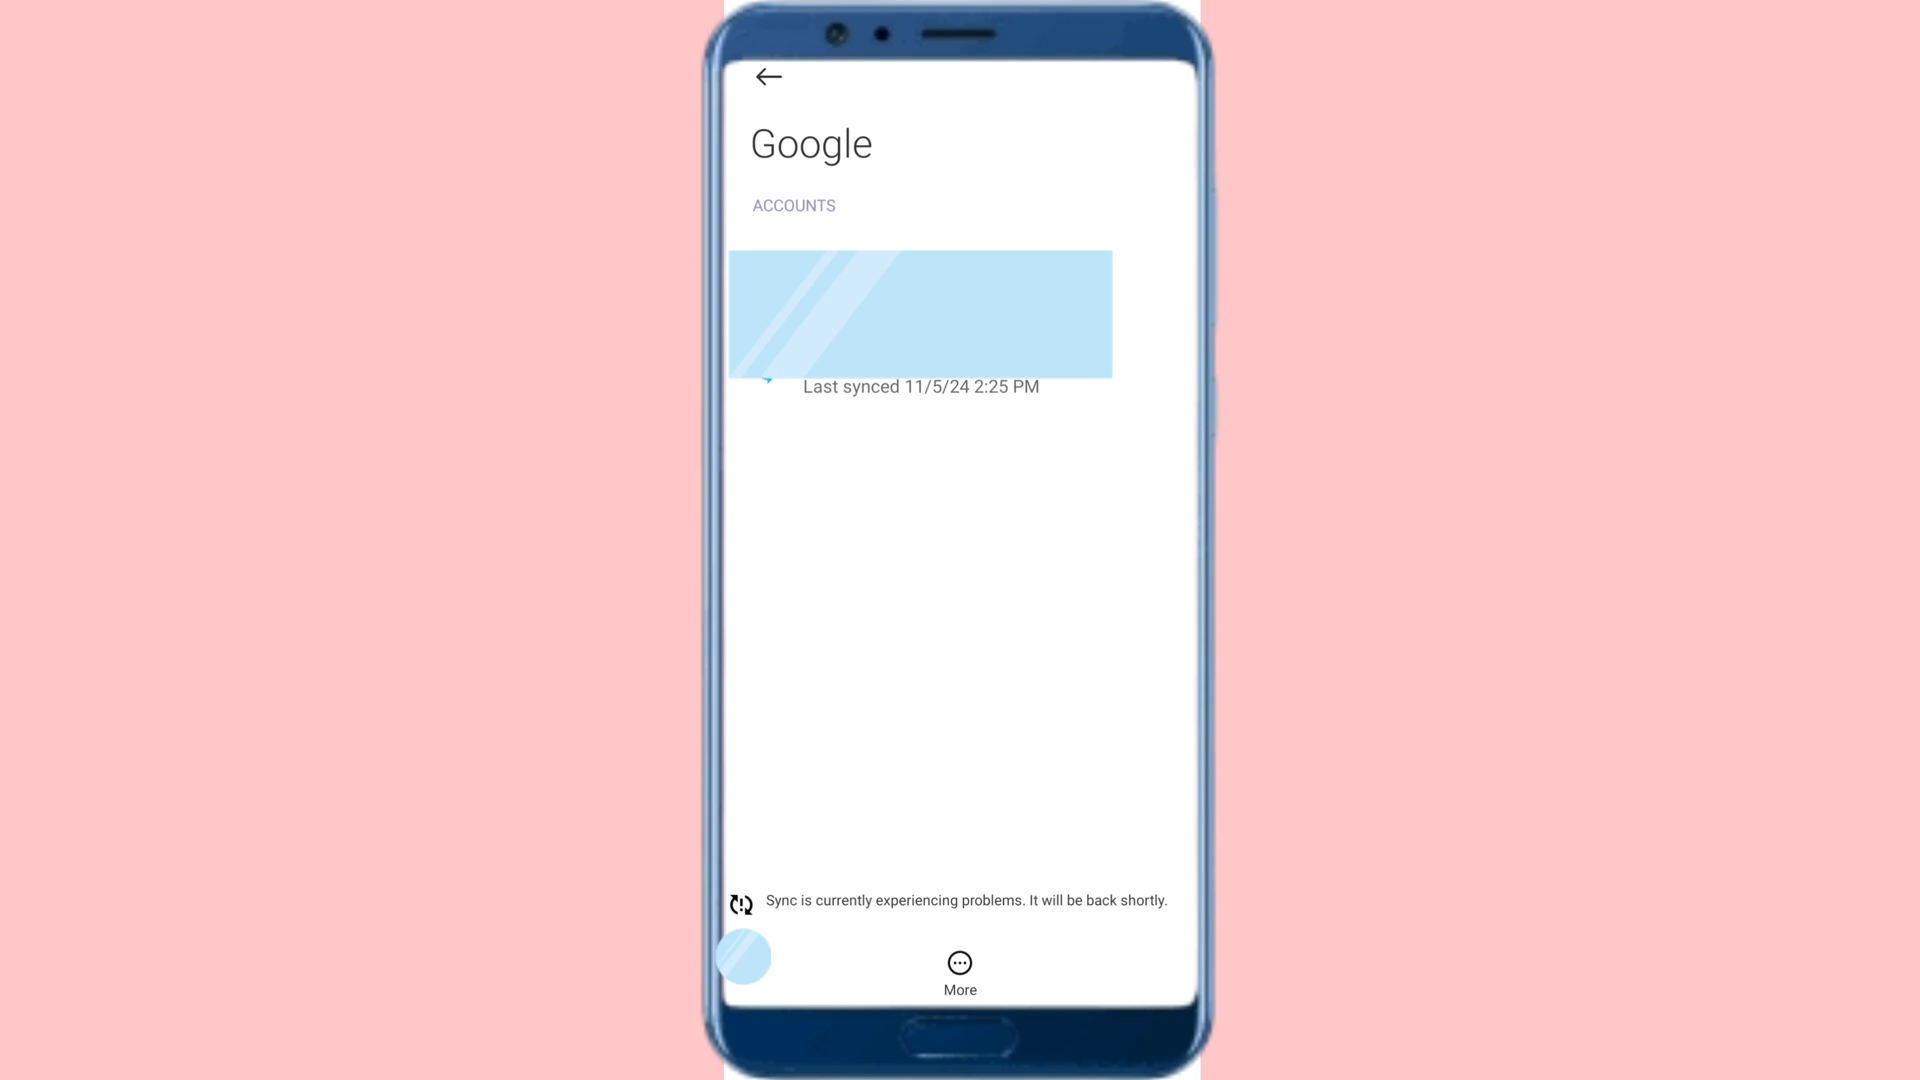 Google
ACCOUNTS
Last synced 11/5/24 2:25 PM
Sync is currently experiencing problems. It will be back shortly.
More